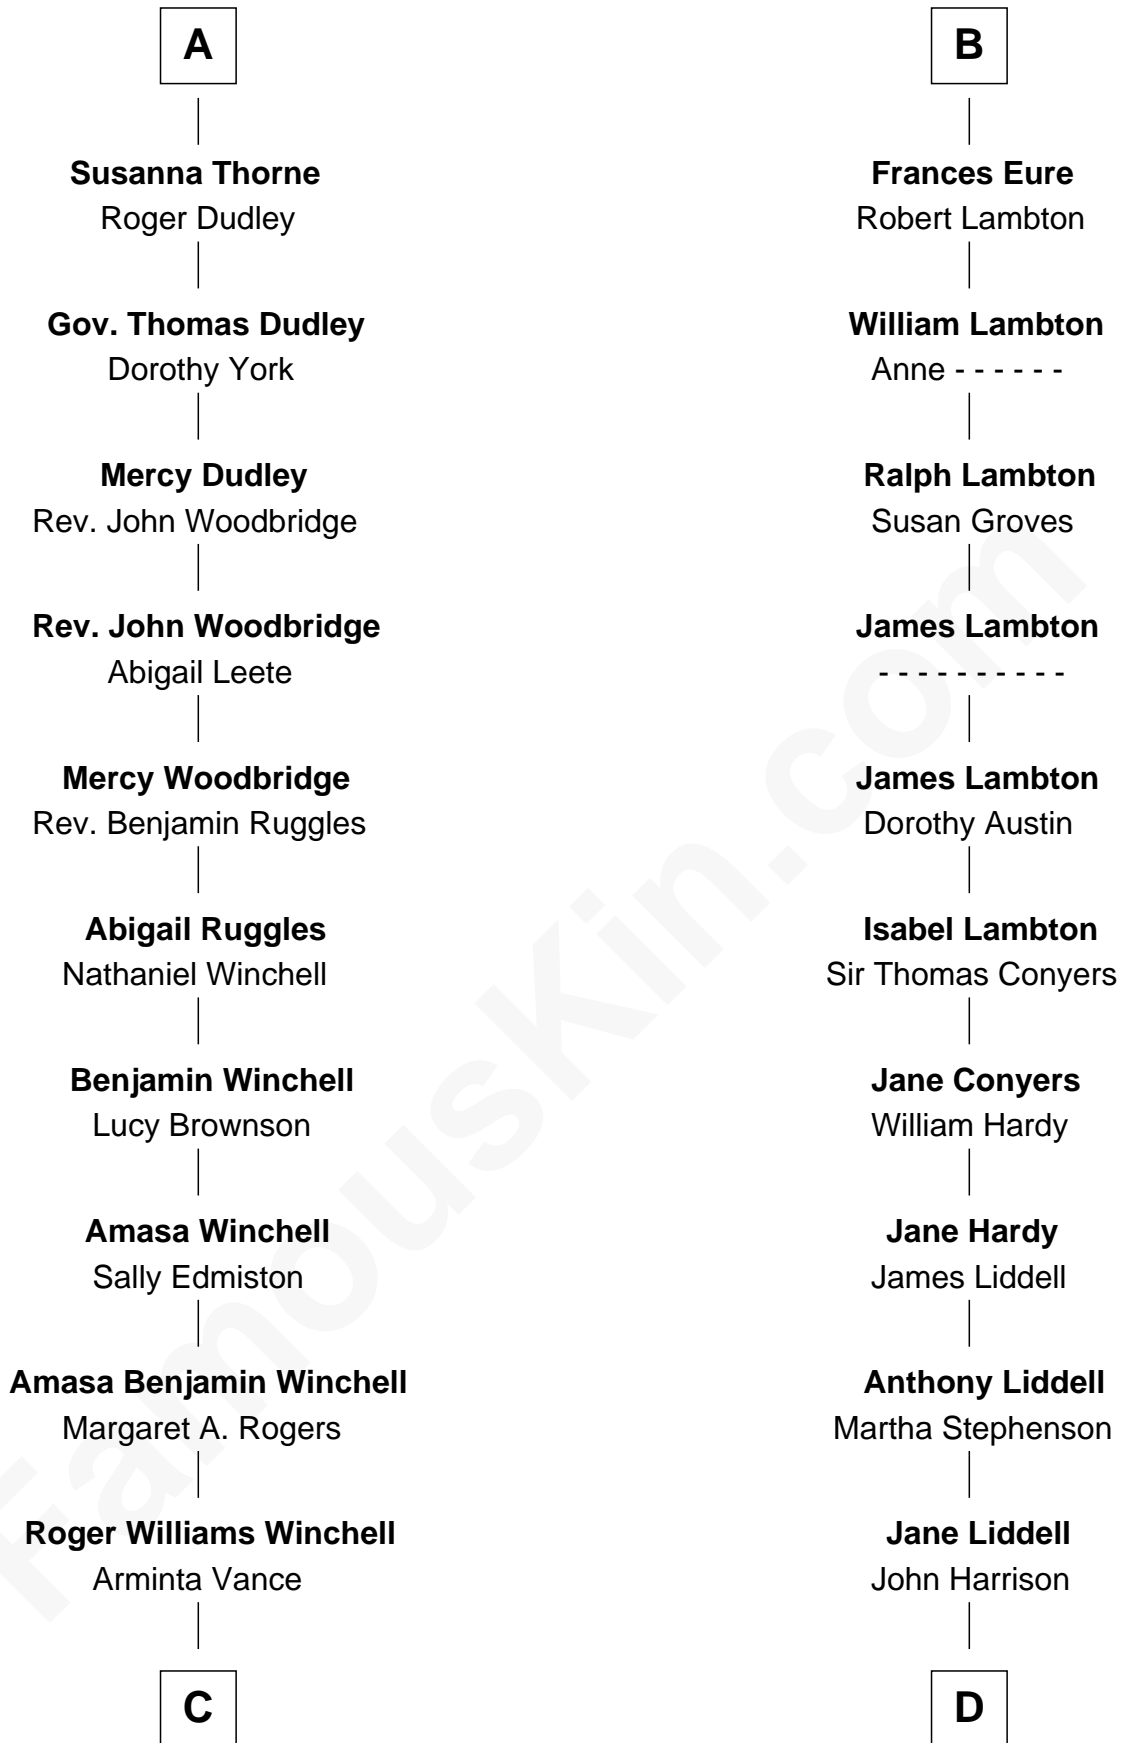 A
Susanna Thorne
Roger Dudley
Gov. Thomas Dudley
Dorothy York
Mercy Dudley
Rev. John Woodbridge
Rev. John Woodbridge
Abigail Leete
Mercy Woodbridge
Rev. Benjamin Ruggles
Abigail Ruggles
Nathaniel Winchell
Benjamin Winchell
Lucy Brownson
Amasa Winchell
Sally Edmiston
Amasa Benjamin Winchell
Margaret A. Rogers
Roger Williams Winchell
Arminta Vance
C
B
Frances Eure
Robert Lambton
William Lambton
Anne - - - - - -
Ralph Lambton
Susan Groves
James Lambton
- - - - - - - - - -
James Lambton
Dorothy Austin
Isabel Lambton
Sir Thomas Conyers
Jane Conyers
William Hardy
Jane Hardy
James Liddell
Anthony Liddell
Martha Stephenson
Jane Liddell
John Harrison
D
FamousKin.com